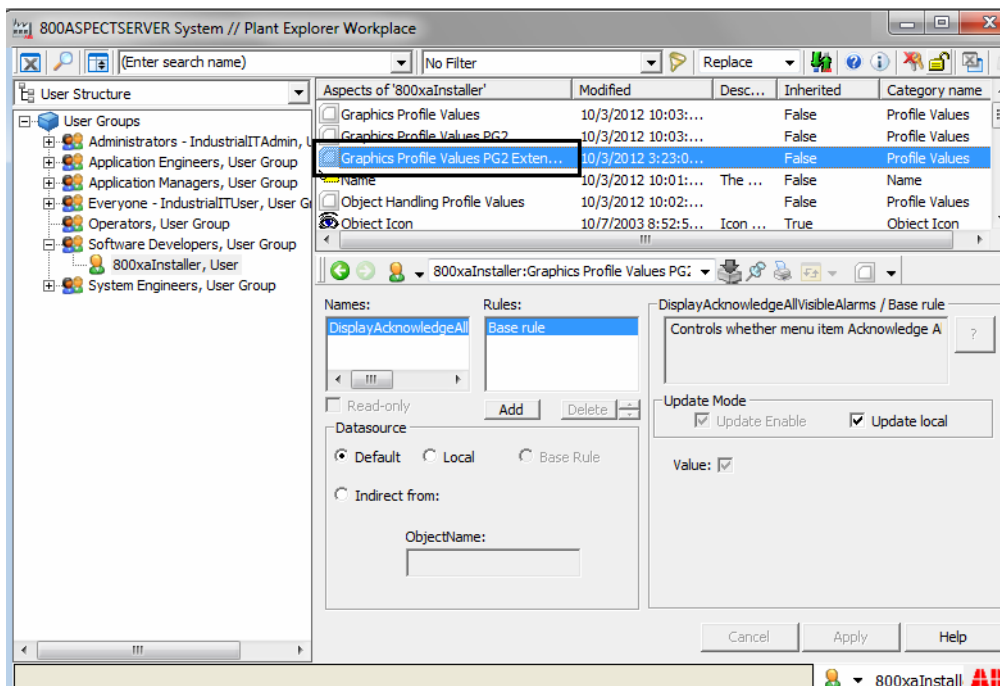 800ASPECTSERVER System // Plant Explorer Workplace
(Enter search name)
No Filter
Replace
User Structure
User Groups
Administrators - IndustrialITAdmin, U
Application Engineers, User Group
Application Managers, User Group
Everyone - IndustrialITUser, User Gr
Operators, User Group
Software Developers, User Group
800xaInstaller, User
System Engineers, User Group
Aspects of '800xaInstaller' Modified Desc... Inherited Category name
Graphics Profile Values 10/3/2012 10:03:... False Profile Values
Graphics Profile Values PG2 10/3/2012 10:03:... False Profile Values
Graphics Profile Values PG2 Exten... 10/3/2012 3:23:0... False Profile Values
Name 10/3/2012 10:01:... The ... False Name
Object Handling Profile Values 10/3/2012 10:02:... False Profile Values
Object Icon 10/7/2003 8:52:5... Icon ... True Object Icon
800xaInstaller:Graphics Profile Values PG2
Names:
DisplayAcknowledgeAll
Rules:
Base rule
Read-only
Add
Delete
Datasource
Default
Local
Base Rule
Indirect from:
ObjectName:
DisplayAcknowledgeAllVisibleAlarms / Base rule
Controls whether menu item Acknowledge A
?
Update Mode
Update Enable
Update local
Value:
Cancel
Apply
Help
800xaInstall